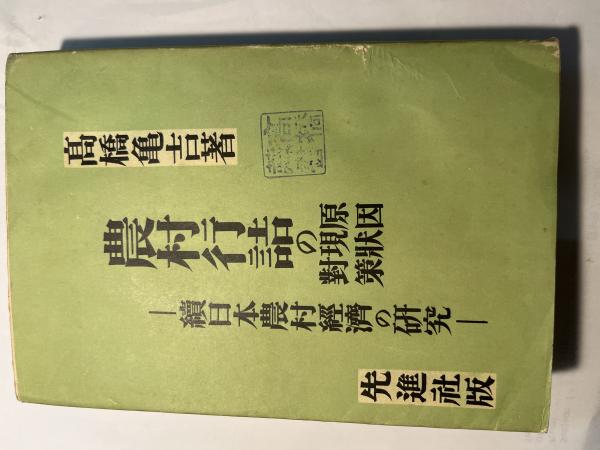 高橋亀吉著
農村行詰の
原因
現狀
對策
—續日本農村經濟の研究—
先進社版